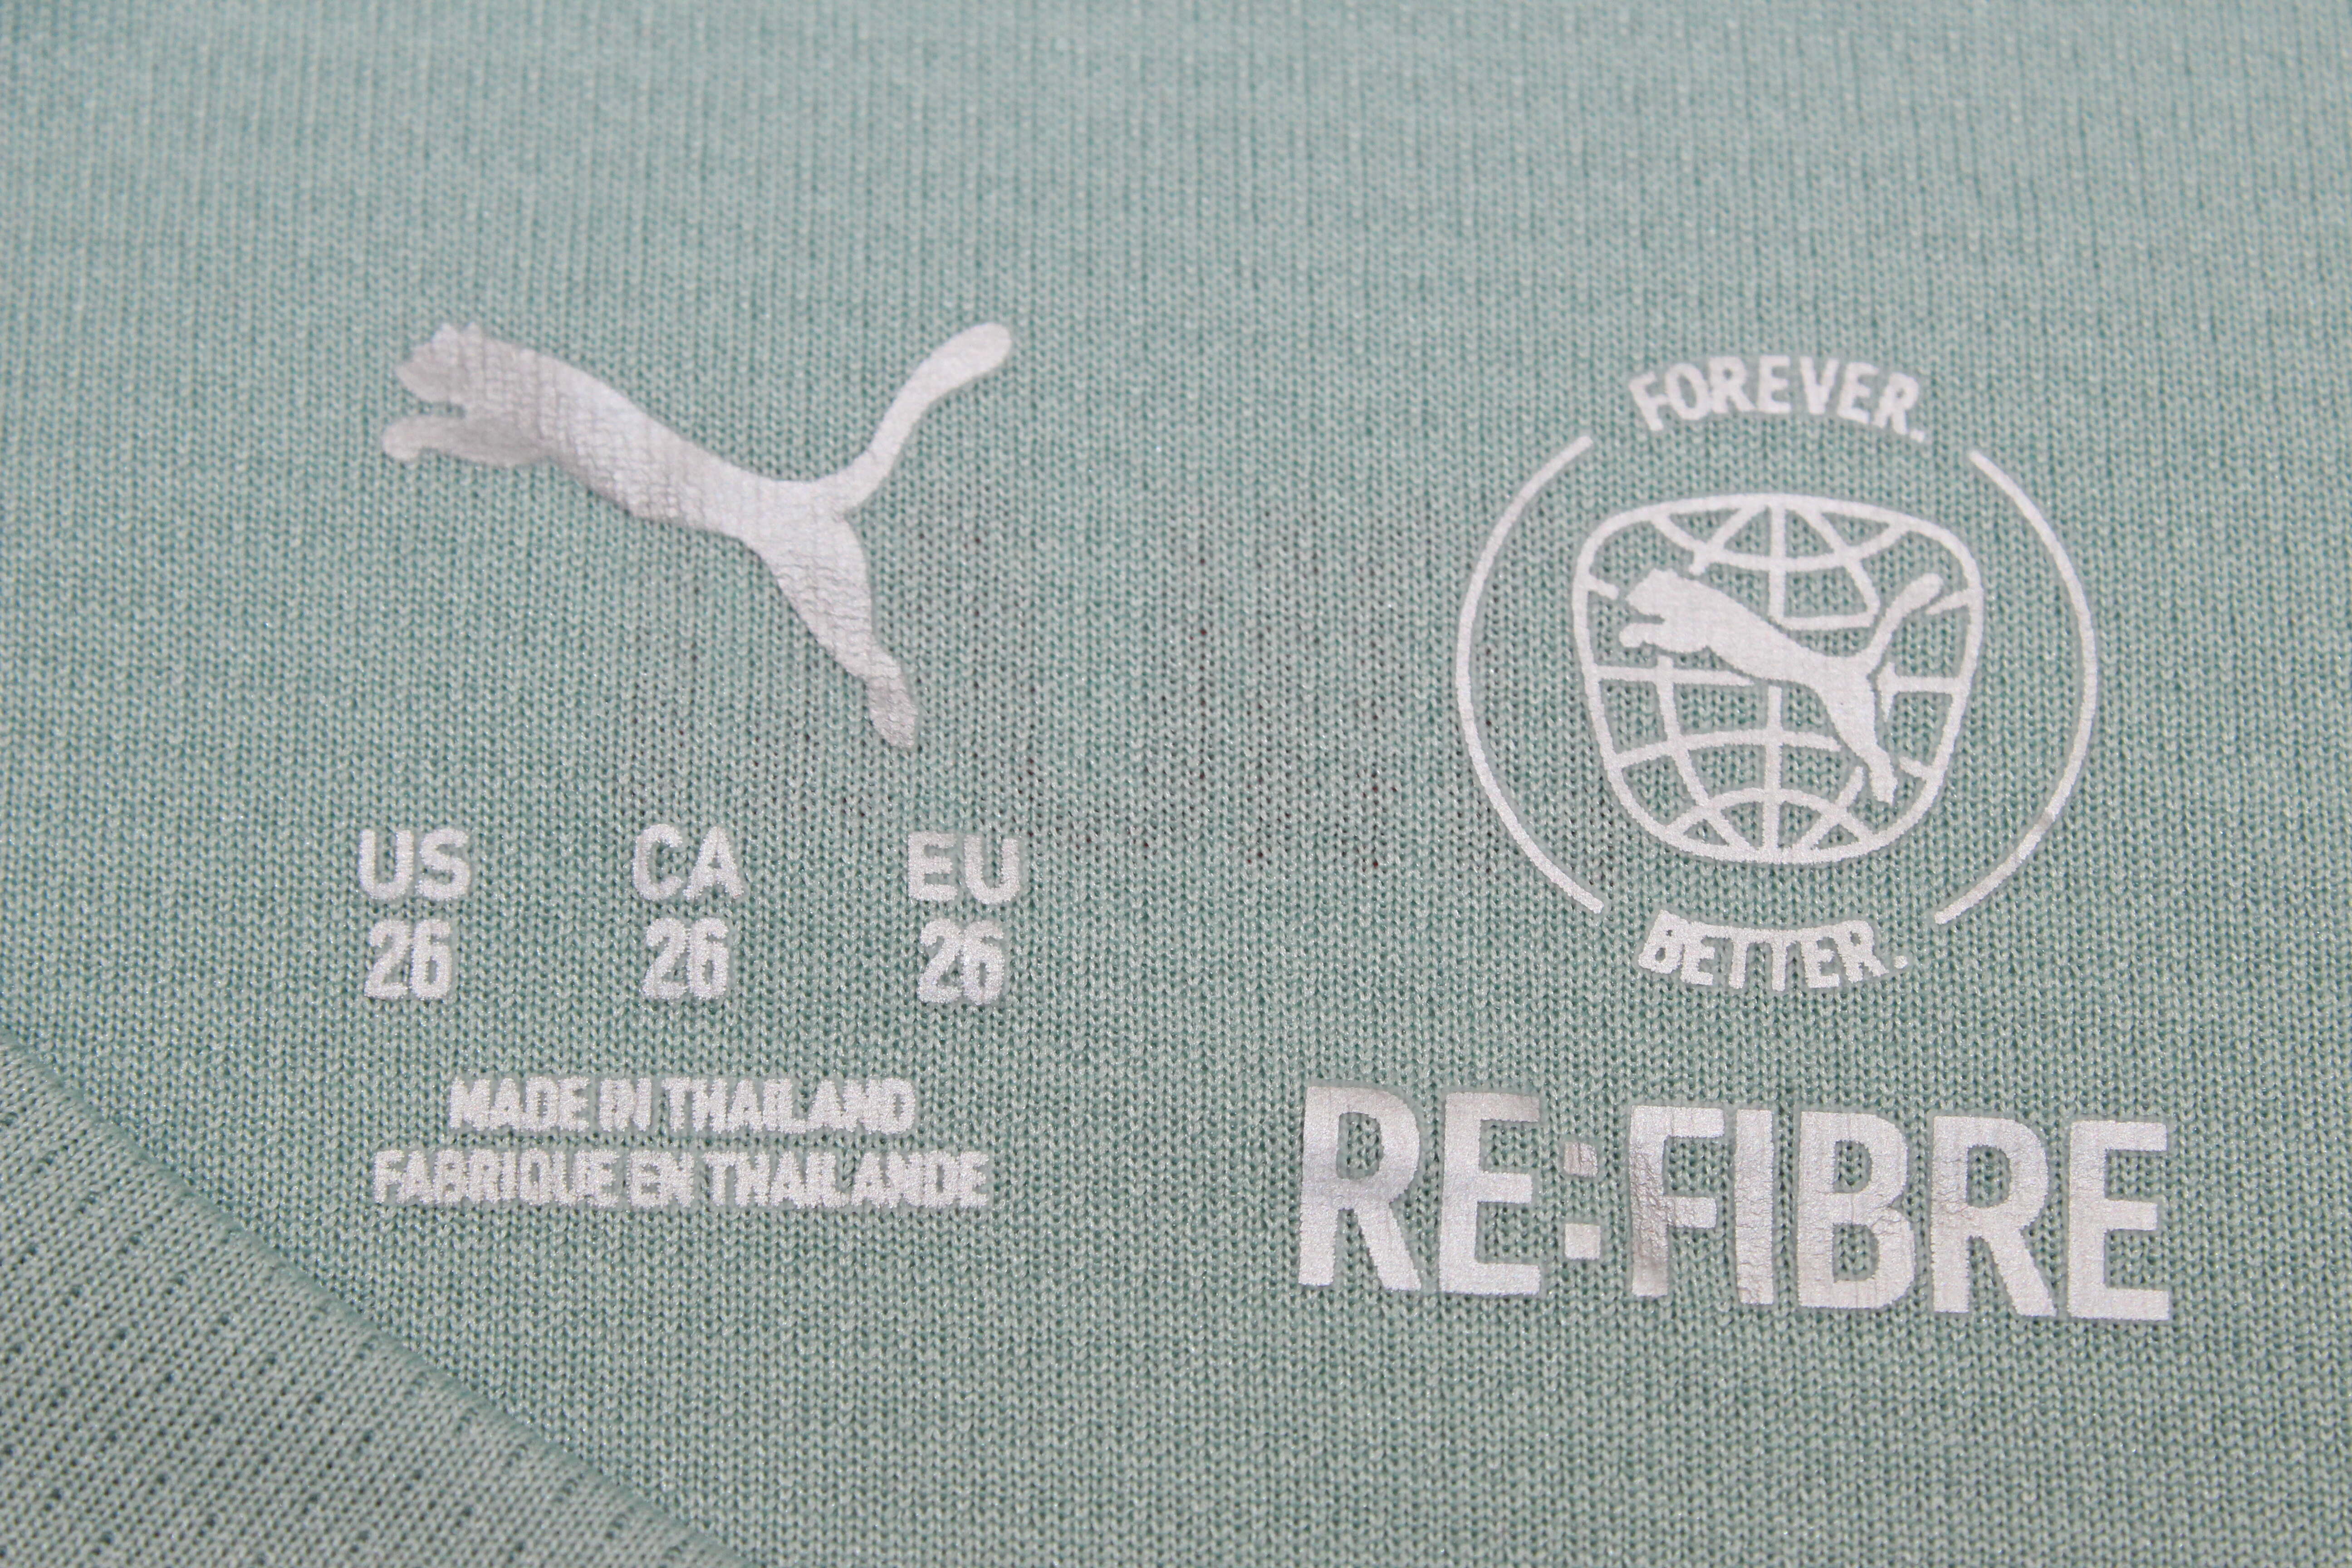 US CA EU
26 26 26
MADE IN THAILAND
FABRIQUE EN THAILANDE
FOREVER.
BETTER.
RE:FIBRE